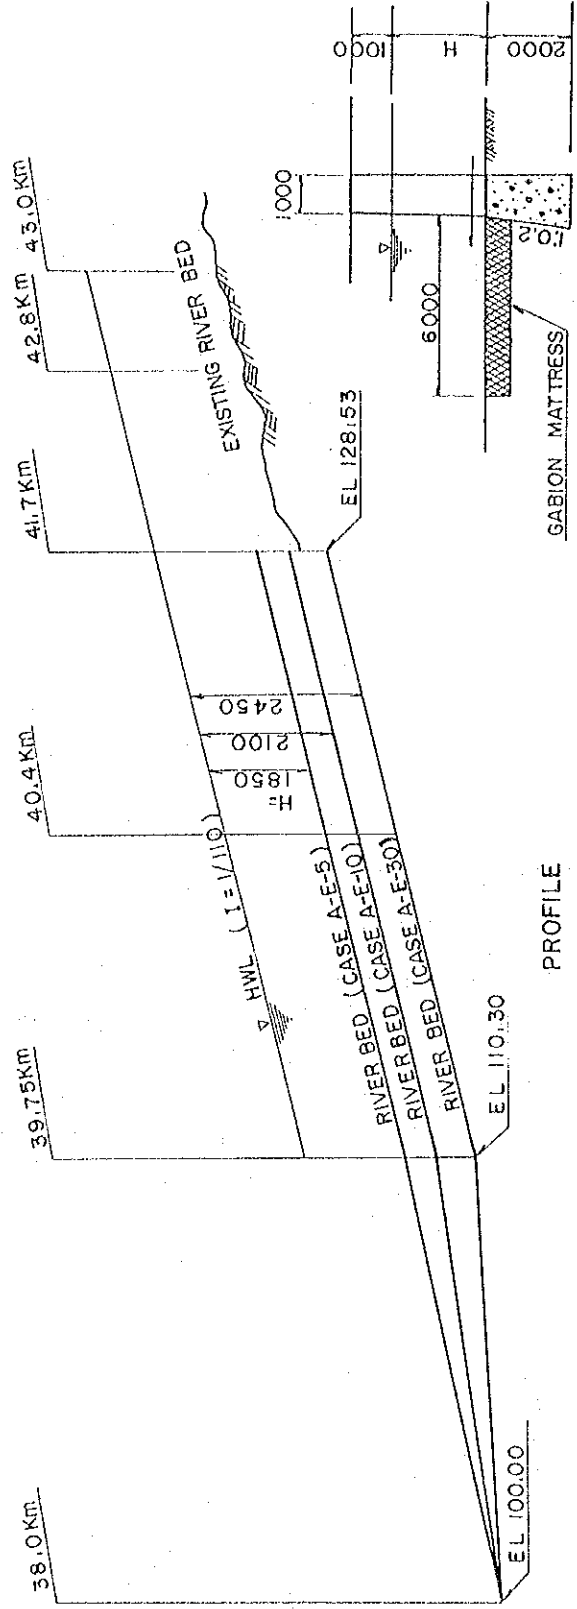 38.0Km
39.75Km
40.4Km
41.7Km
42.8Km
43.0Km
HWL ( I = 1/110 )
EXISTING RIVER BED
H=
1850
2100
2450
RIVER BED (CASE A-E-5)
RIVER BED (CASE A-E-10)
RIVER BED (CASE A-E-30)
EL 100.00
EL 110.30
EL 128.53
PROFILE
1000
6000
1:0.2
GABION MATTRESS
1000
H
2000